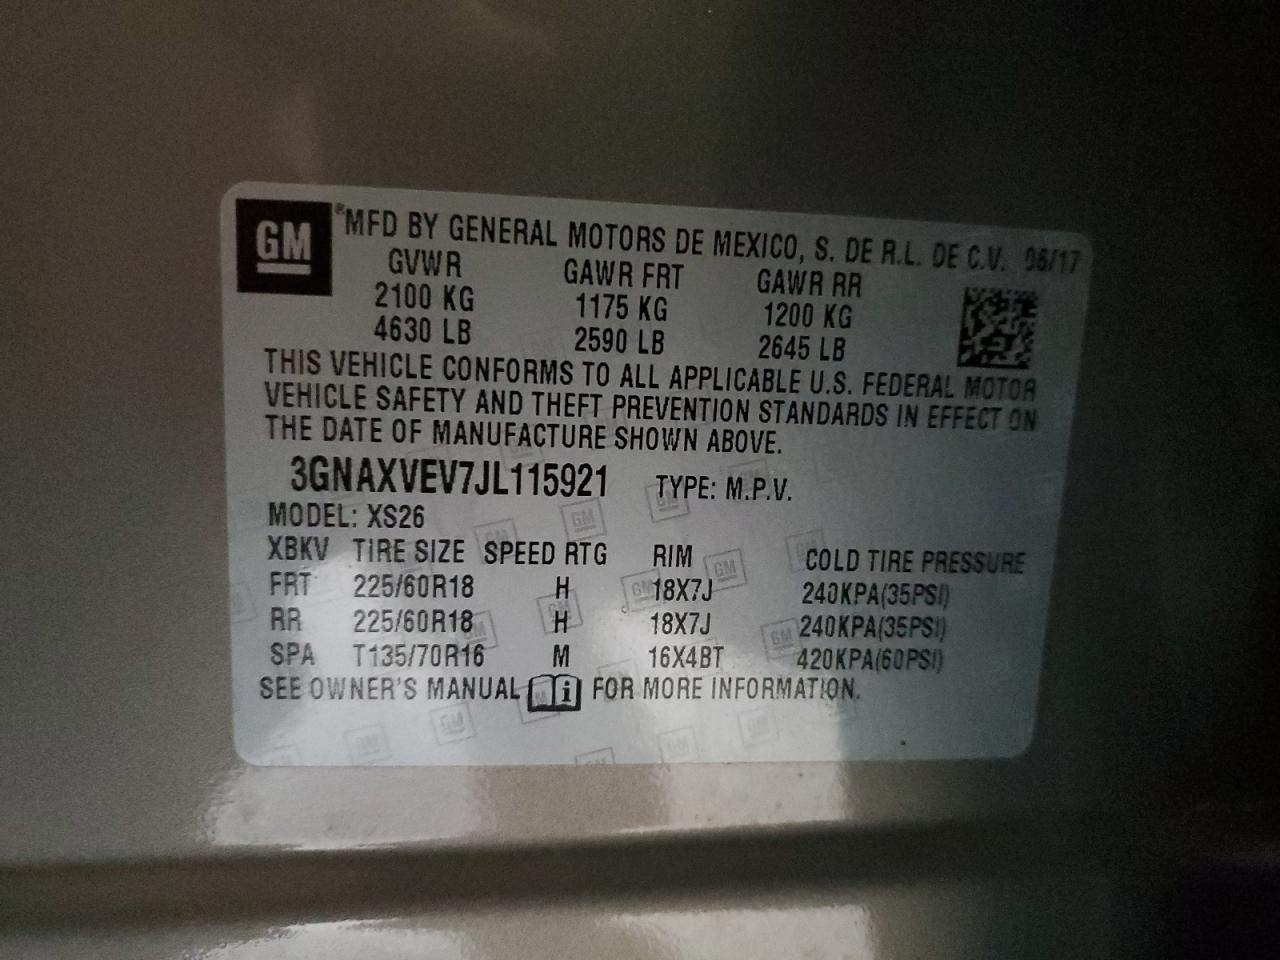 GM
®MFD BY GENERAL MOTORS DE MEXICO, S. DE R.L. DE C.V. 06/17
GVWR GAWR FRT GAWR RR
2100 KG 1175 KG 1200 KG
4630 LB 2590 LB 2645 LB
THIS VEHICLE CONFORMS TO ALL APPLICABLE U.S. FEDERAL MOTOR
VEHICLE SAFETY AND THEFT PREVENTION STANDARDS IN EFFECT ON
THE DATE OF MANUFACTURE SHOWN ABOVE.
3GNAXVEV7JL115921 TYPE: M.P.V.
MODEL: XS26
XBKV TIRE SIZE SPEED RTG RIM COLD TIRE PRESSURE
FRT 225/60R18 H 18X7J 240KPA(35PSI)
RR 225/60R18 H 18X7J 240KPA(35PSI)
SPA T135/70R16 M 16X4BT 420KPA(60PSI)
SEE OWNER'S MANUAL i FOR MORE INFORMATION.